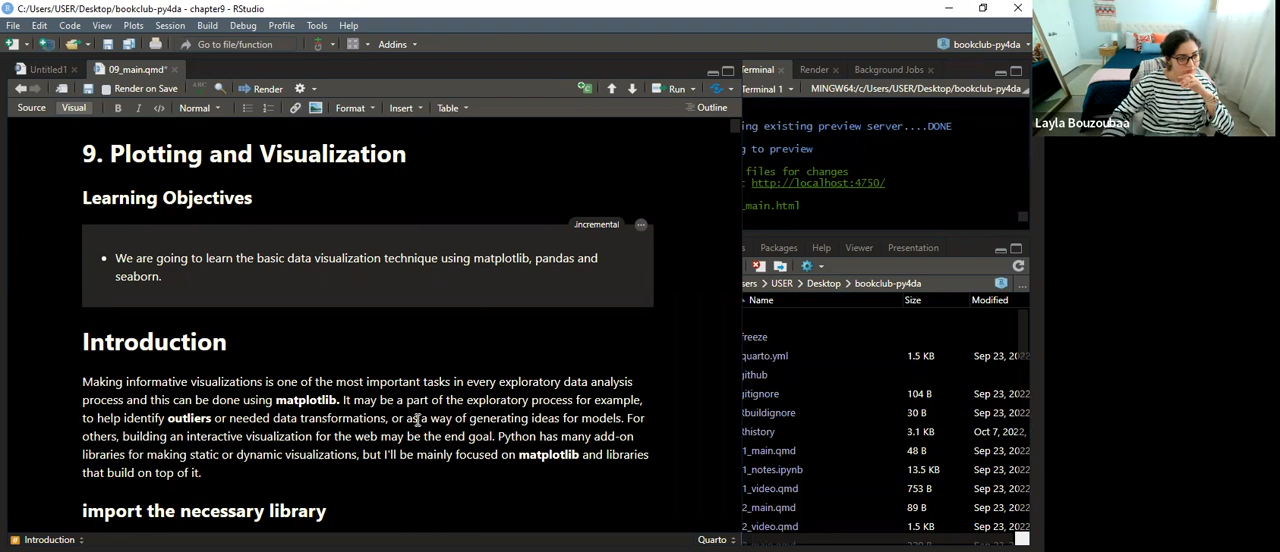 C:/Users/USER/Desktop/bookclub-py4da - chapter9 - RStudio
File Edit Code View Plots Session Build Debug Profile Tools Help
Go to file/function Addins bookclub-py4da
Untitled1 09_main.qmd*
Render on Save Render Run
Source Visual B I Normal Format Insert Table Outline
9. Plotting and Visualization
Learning Objectives
.incremental
• We are going to learn the basic data visualization technique using matplotlib, pandas and
seaborn.
Introduction
Making informative visualizations is one of the most important tasks in every exploratory data analysis
process and this can be done using matplotlib. It may be a part of the exploratory process for example,
to help identify outliers or needed data transformations, or as a way of generating ideas for models. For
others, building an interactive visualization for the web may be the end goal. Python has many add-on
libraries for making static or dynamic visualizations, but I'll be mainly focused on matplotlib and libraries
that build on top of it.
import the necessary library
Introduction Quarto
Terminal Render Background Jobs
Terminal 1 MINGW64:/c/Users/USER/Desktop/bookclub-py4da
ing existing preview server....DONE
g to preview
files for changes
http://localhost:4750/
_main.html
s Packages Help Viewer Presentation
sers > USER > Desktop > bookclub-py4da
Name Size Modified
freeze
quarto.yml 1.5 KB Sep 23, 2022
github
gitignore 104 B Sep 23, 2022
Rbuildignore 30 B Sep 23, 2022
Rhistory 3.1 KB Oct 7, 2022
1_main.qmd 48 B Sep 23, 2022
1_notes.ipynb 13.5 KB Sep 23, 2022
1_video.qmd 753 B Sep 23, 2022
2_main.qmd 89 B Sep 23, 2022
2_video.qmd 1.5 KB Sep 23, 2022
Layla Bouzoubaa